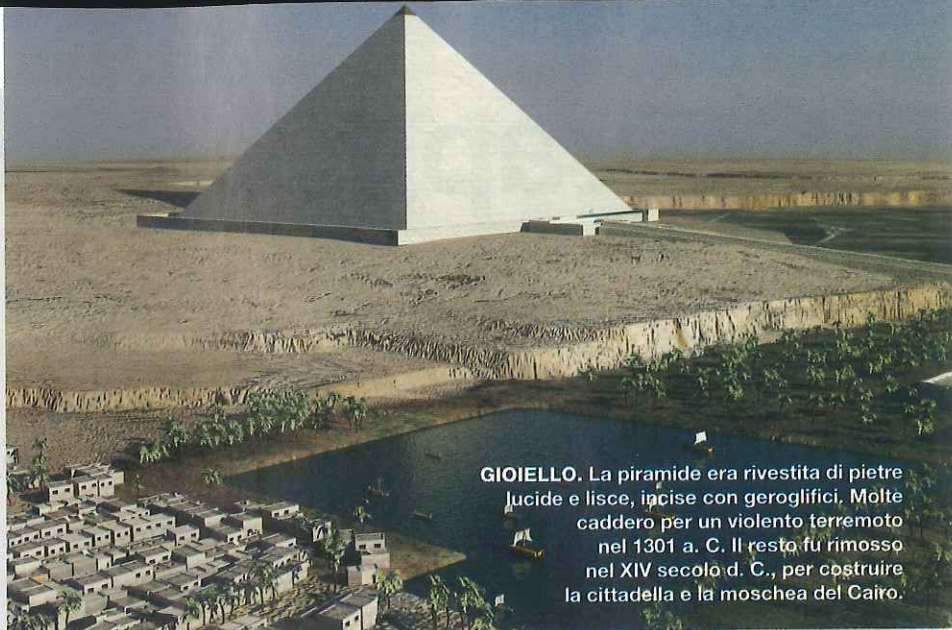 GIOIELLO. La piramide era rivestita di pietre
lucide e lisce, incise con geroglifici. Molte
caddero per un violento terremoto
nel 1301 a. C. Il resto fu rimosso
nel XIV secolo d. C., per costruire
la cittadella e la moschea del Cairo.